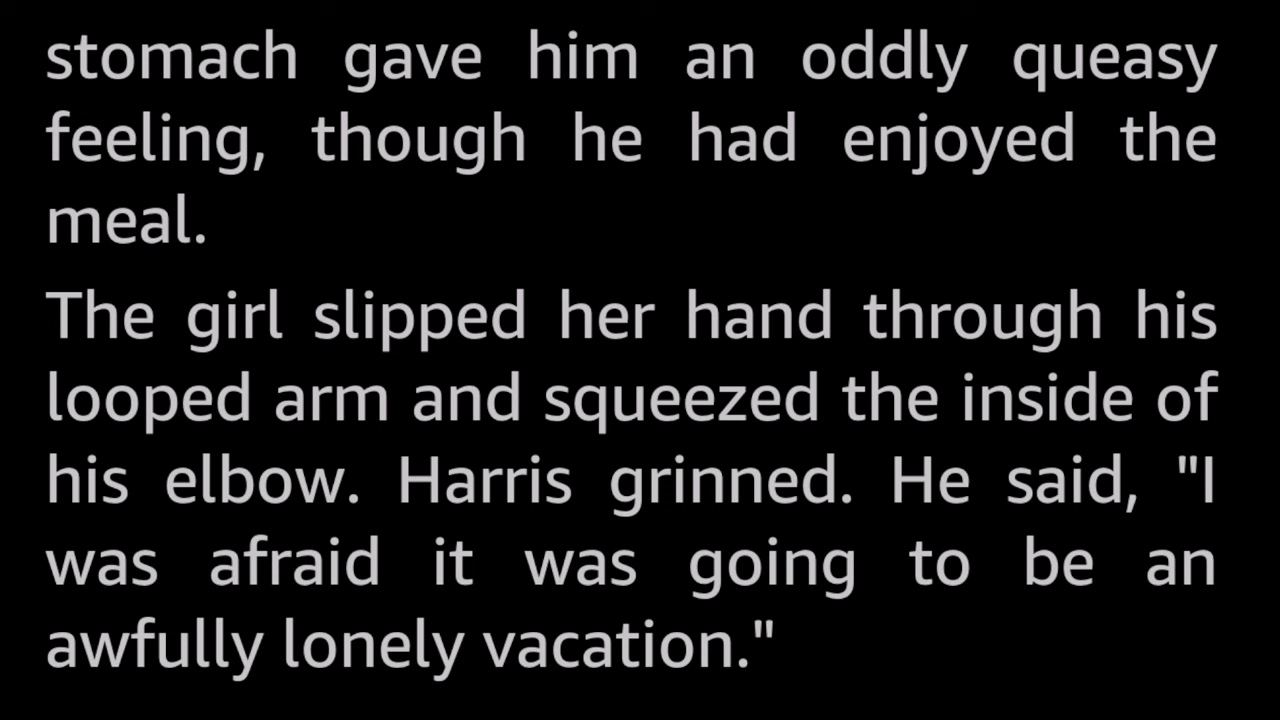 stomach gave him an oddly queasy
feeling, though he had enjoyed the
meal.
The girl slipped her hand through his
looped arm and squeezed the inside of
his elbow. Harris grinned. He said, "I
was afraid it was going to be an
awfully lonely vacation."